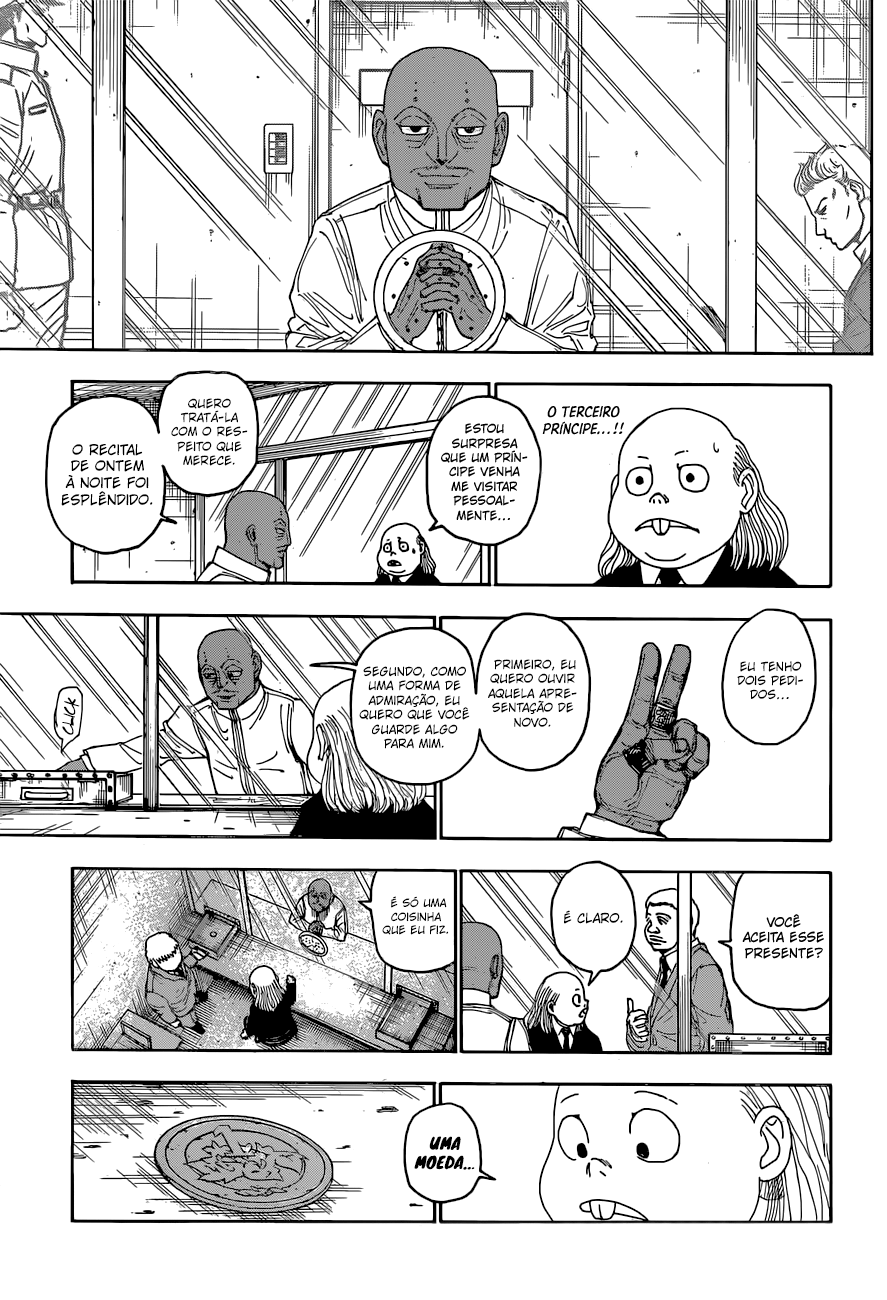 O TERCEIRO
PRÍNCIPE...!!
ESTOU
SURPRESA
QUE UM PRÍN-
CIPE VENHA
ME VISITAR
PESSOAL-
MENTE...
QUERO
TRATÁ-LA
COM O RES-
PEITO QUE
MERECE.
O RECITAL
DE ONTEM
À NOITE FOI
ESPLÊNDIDO.
EU TENHO
DOIS PEDI-
DOS...
PRIMEIRO, EU
QUERO OUVIR
AQUELA APRE-
SENTAÇÃO DE
NOVO.
SEGUNDO, COMO
UMA FORMA DE
ADMIRAÇÃO, EU
QUERO QUE VOCÊ
GUARDE ALGO
PARA MIM.
CLICK
VOCÊ
ACEITA ESSE
PRESENTE?
É CLARO.
É SÓ UMA
COISINHA
QUE EU FIZ.
UMA
MOEDA...